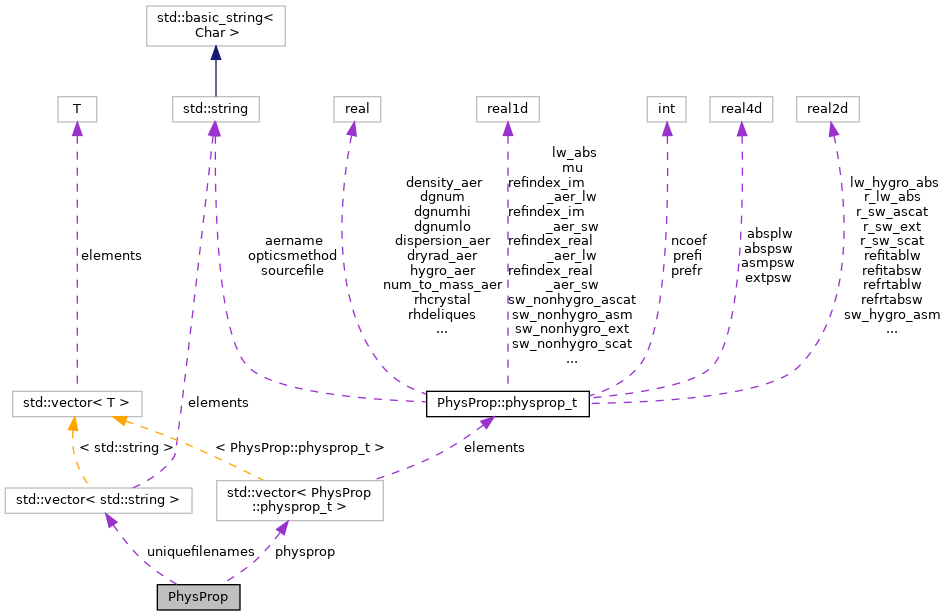 std::basic_string<
Char >
T
std::string
real
real1d
int
real4d
real2d
elements
aername
opticsmethod
sourcefile
density_aer
dgnum
dgnumhi
dgnumlo
dispersion_aer
dryrad_aer
hygro_aer
num_to_mass_aer
rhcrystal
rhdeliques
...
lw_abs
mu
refindex_im
_aer_lw
refindex_im
_aer_sw
refindex_real
_aer_lw
refindex_real
_aer_sw
sw_nonhygro_ascat
sw_nonhygro_asm
sw_nonhygro_ext
sw_nonhygro_scat
...
ncoef
prefi
prefr
absplw
abspsw
asmpsw
extpsw
lw_hygro_abs
r_lw_abs
r_sw_ascat
r_sw_ext
r_sw_scat
refitablw
refitabsw
refrtablw
refrtabsw
sw_hygro_asm
...
std::vector< T >
elements
PhysProp::physprop_t
< std::string >
< PhysProp::physprop_t >
elements
std::vector< std::string >
std::vector< PhysProp
::physprop_t >
uniquefilenames
physprop
PhysProp